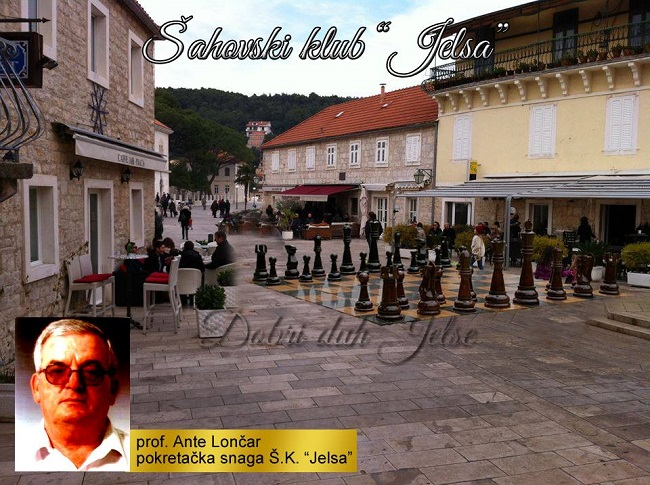 Šahovski klub “Jelsa”
Dobri duh Jelse
prof. Ante Lončar
pokretačka snaga Š.K. “Jelsa”